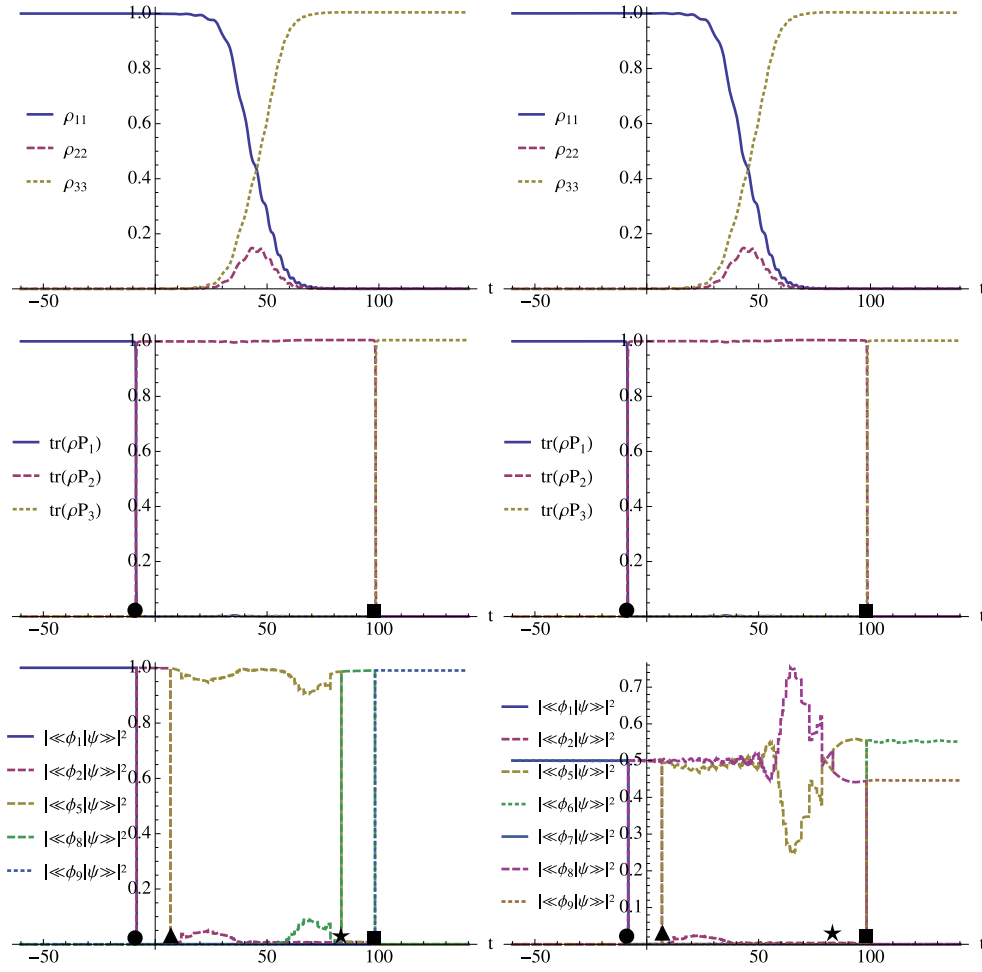 1.0
0.8
0.6
0.4
0.2
−50
50
100
t
ρ11
ρ22
ρ33
1.0
0.8
0.6
0.4
0.2
−50
50
100
t
ρ11
ρ22
ρ33
1.0
0.8
0.6
0.4
0.2
−50
50
100
t
tr(ρP1)
tr(ρP2)
tr(ρP3)
1.0
0.8
0.6
0.4
0.2
−50
50
100
t
tr(ρP1)
tr(ρP2)
tr(ρP3)
1.0
0.8
0.6
0.4
0.2
−50
50
100
t
|≪ϕ1|ψ≫|²
|≪ϕ2|ψ≫|²
|≪ϕ5|ψ≫|²
|≪ϕ8|ψ≫|²
|≪ϕ9|ψ≫|²
0.7
0.6
0.5
0.4
0.3
0.2
0.1
−50
50
100
t
|≪ϕ1|ψ≫|²
|≪ϕ2|ψ≫|²
|≪ϕ5|ψ≫|²
|≪ϕ6|ψ≫|²
|≪ϕ7|ψ≫|²
|≪ϕ8|ψ≫|²
|≪ϕ9|ψ≫|²